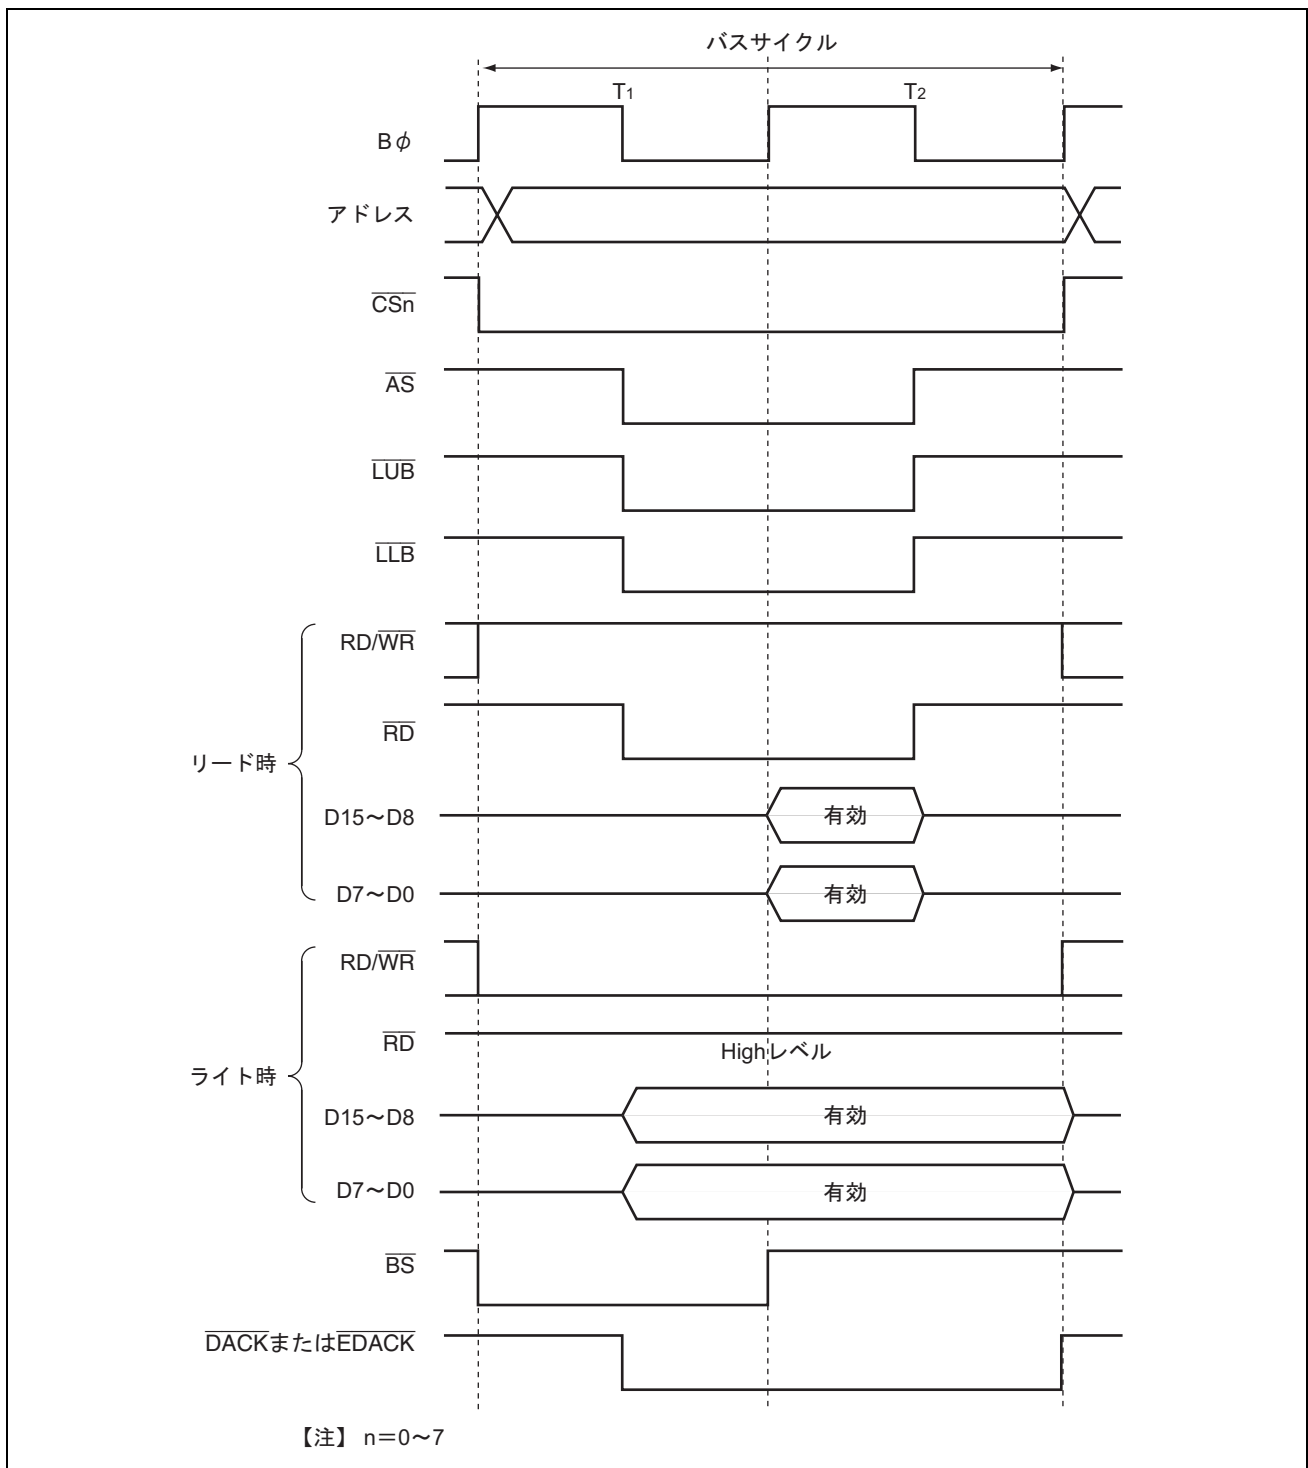 バスサイクル
T1 T2
Bφ
アドレス
CSn
AS
LUB
LLB
RD/WR
RD
リード時
D15～D8 有効
D7～D0 有効
RD/WR
RD
Highレベル
ライト時
D15～D8 有効
D7～D0 有効
BS
DACKまたはEDACK
【注】 n＝0～7